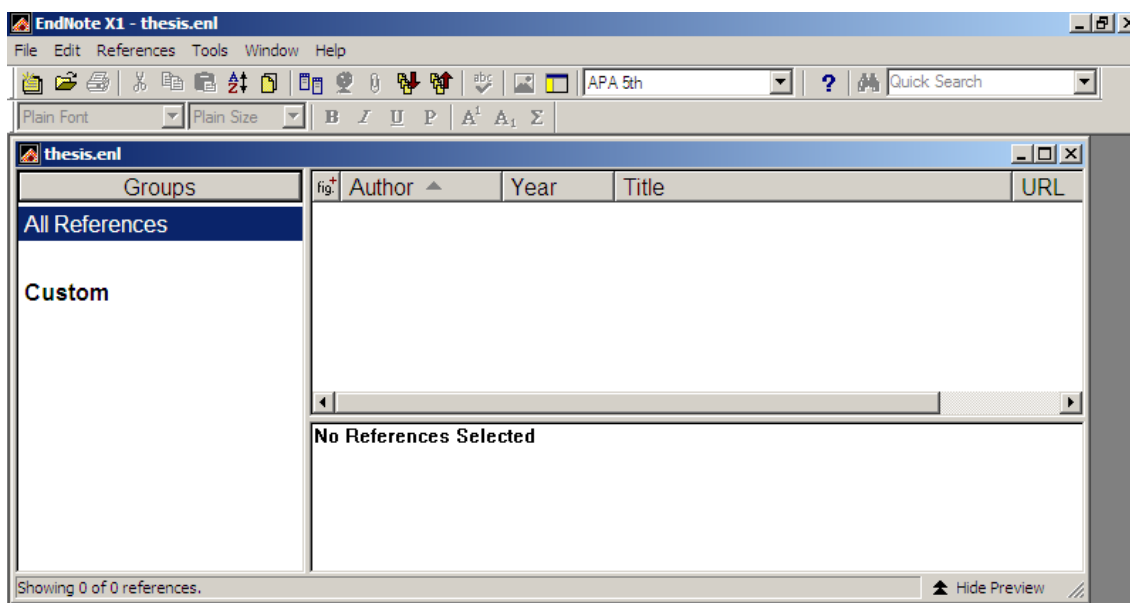 EndNote X1 - thesis.enl
File Edit References Tools Window Help
abc APA 5th ? Quick Search
Plain Font Plain Size B I U P A¹ A₁ Σ
thesis.enl
Groups fig.+ Author Year Title URL
All References
Custom
No References Selected
Showing 0 of 0 references. Hide Preview